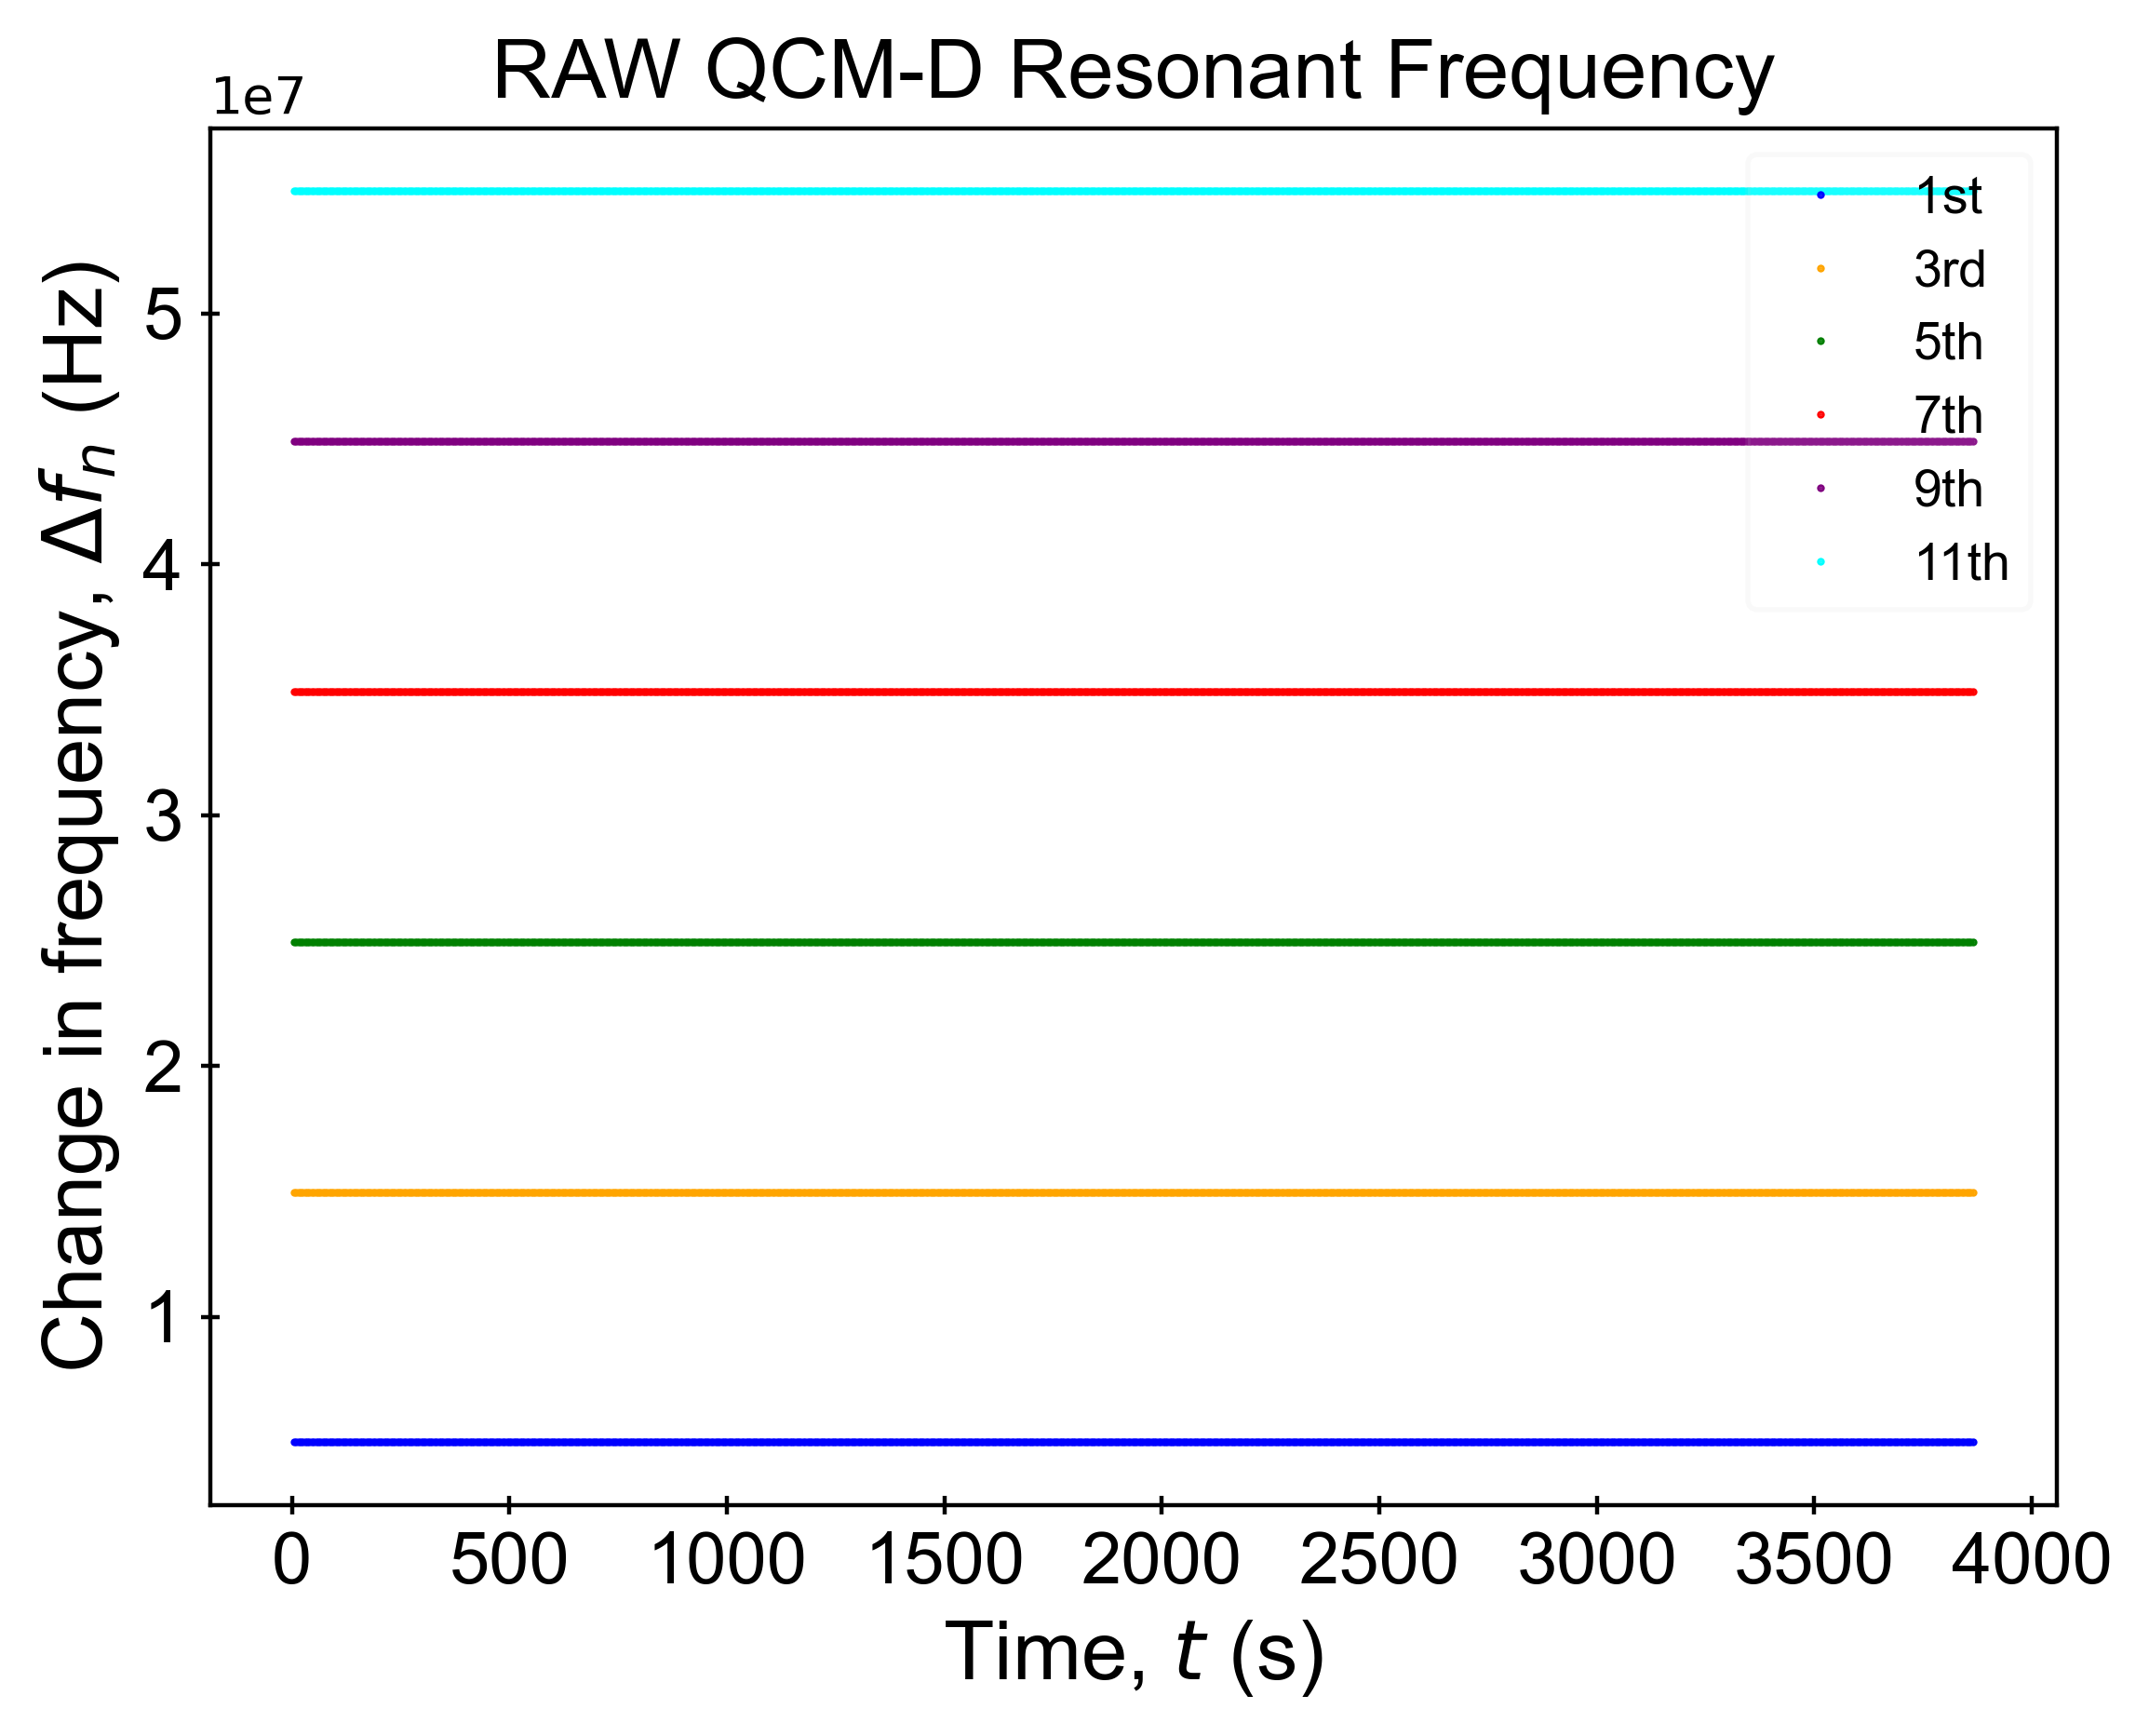 RAW QCM-D Resonant Frequency
1e7
Change in frequency, Δfn (Hz)
5
4
3
2
1
1st
3rd
5th
7th
9th
11th
0 500 1000 1500 2000 2500 3000 3500 4000
Time, t (s)